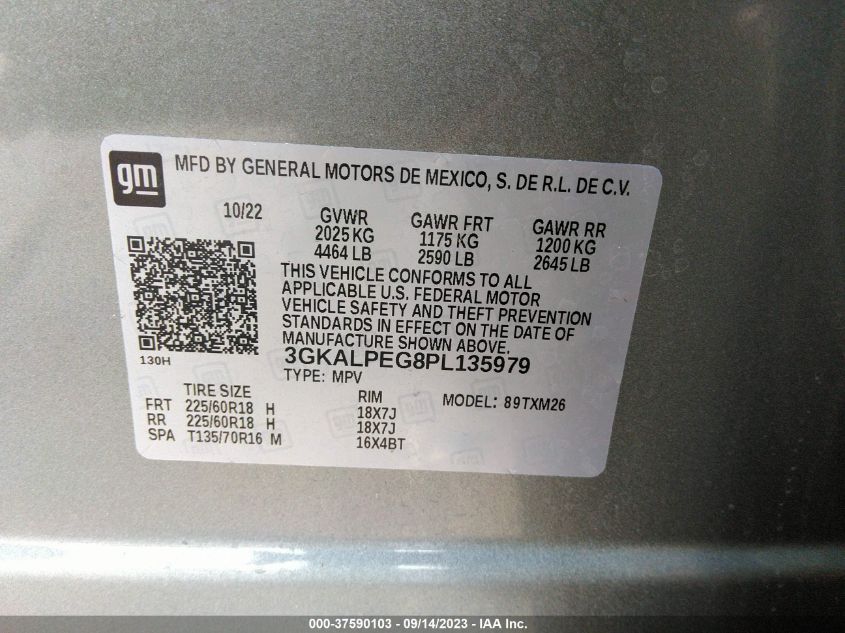 gm
MFD BY GENERAL MOTORS DE MEXICO, S. DE R.L. DE C.V.
10/22 GVWR GAWR FRT GAWR RR
2025 KG 1175 KG 1200 KG
4464 LB 2590 LB 2645 LB
THIS VEHICLE CONFORMS TO ALL
APPLICABLE U.S. FEDERAL MOTOR
VEHICLE SAFETY AND THEFT PREVENTION
STANDARDS IN EFFECT ON THE DATE OF
MANUFACTURE SHOWN ABOVE.
130H 3GKALPEG8PL135979
TYPE: MPV
TIRE SIZE RIM MODEL: 89TXM26
FRT 225/60R18 H 18X7J
RR 225/60R18 H 18X7J
SPA T135/70R16 M 16X4BT
000-37590103 - 09/14/2023 - IAA Inc.